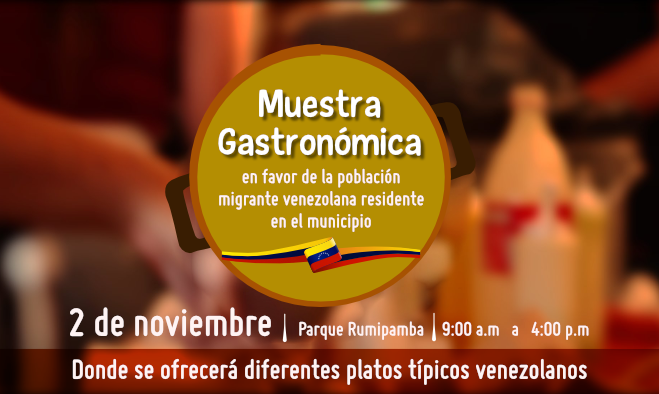 Muestra
Gastronómica
en favor de la población
migrante venezolana residente
en el municipio
2 de noviembre | Parque Rumipamba | 9:00 a.m a 4:00 p.m
Donde se ofrecerá diferentes platos típicos venezolanos